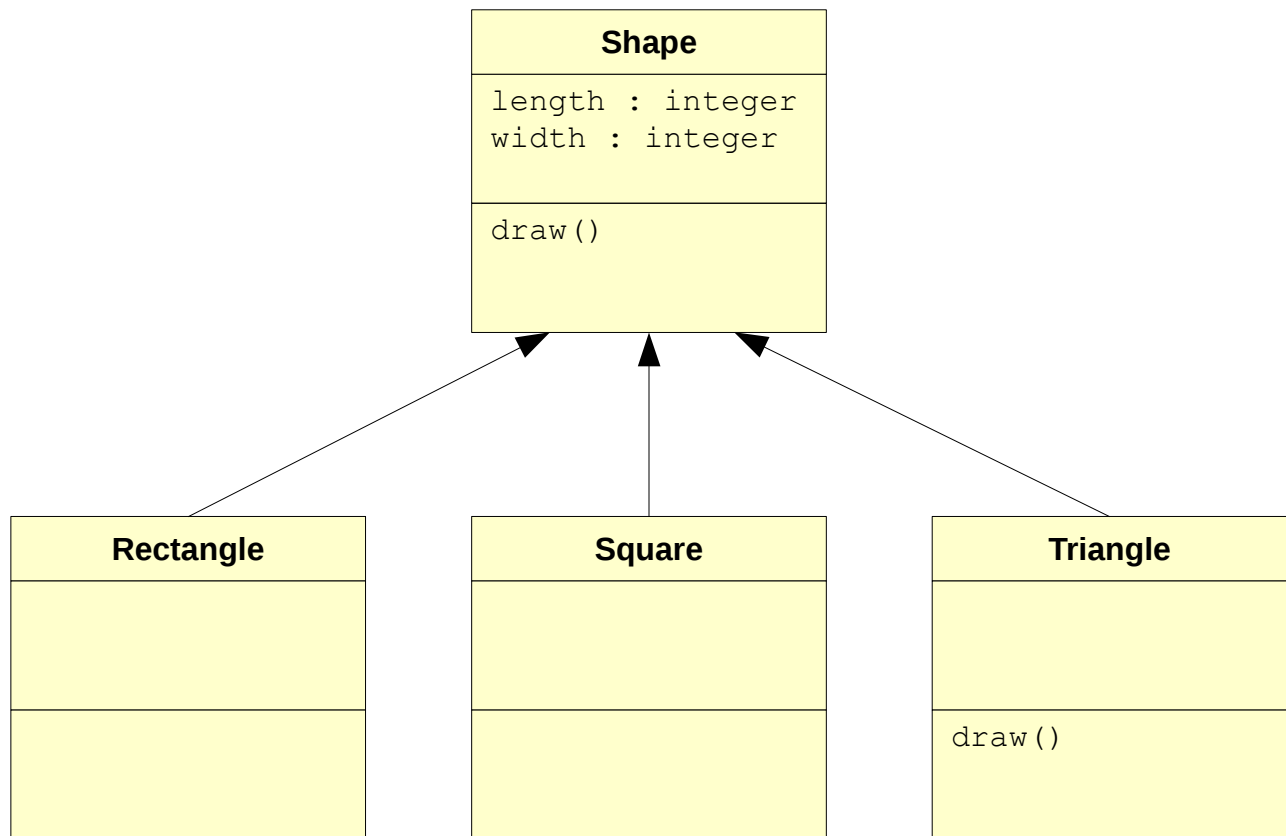 Shape
length : integer
width : integer
draw()
Rectangle
Square
Triangle
draw()